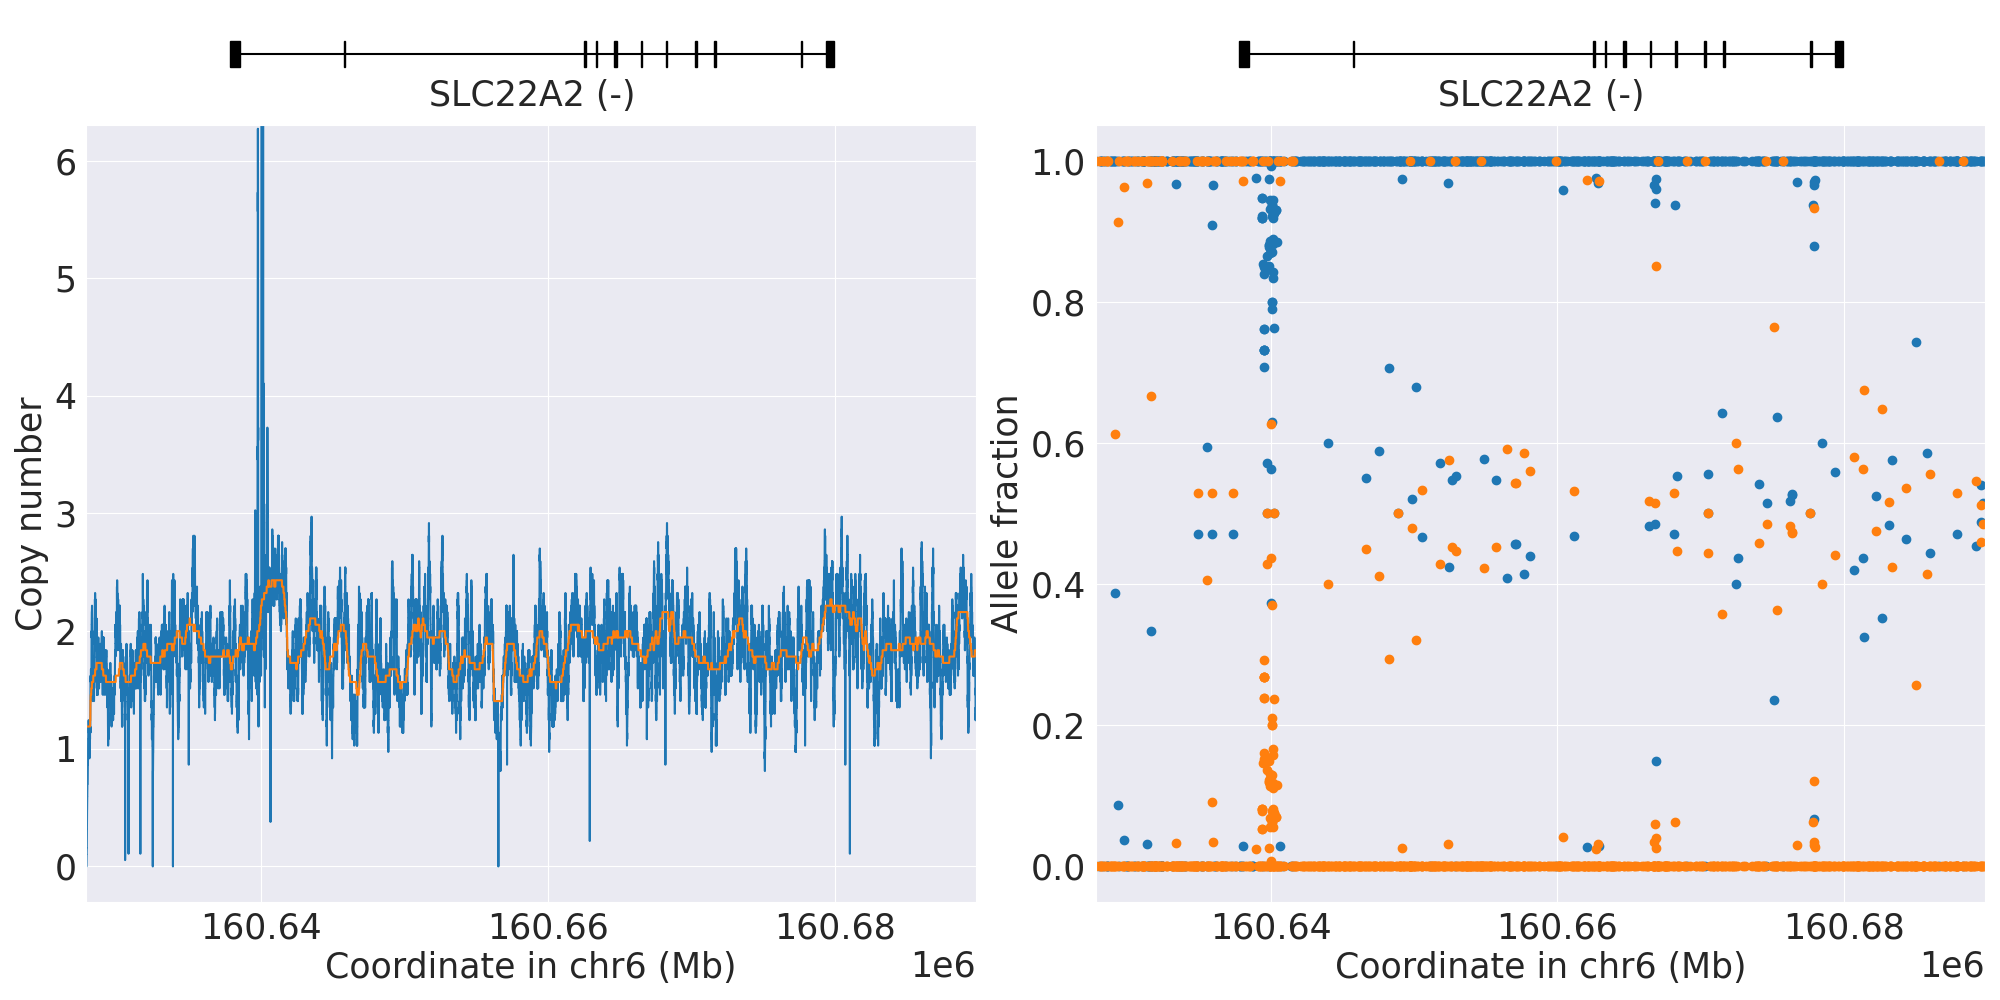 SLC22A2 (-)
SLC22A2 (-)
Copy number
6
5
4
3
2
1
0
160.64 160.66 160.68
Coordinate in chr6 (Mb) 1e6
Allele fraction
1.0
0.8
0.6
0.4
0.2
0.0
160.64 160.66 160.68
Coordinate in chr6 (Mb) 1e6